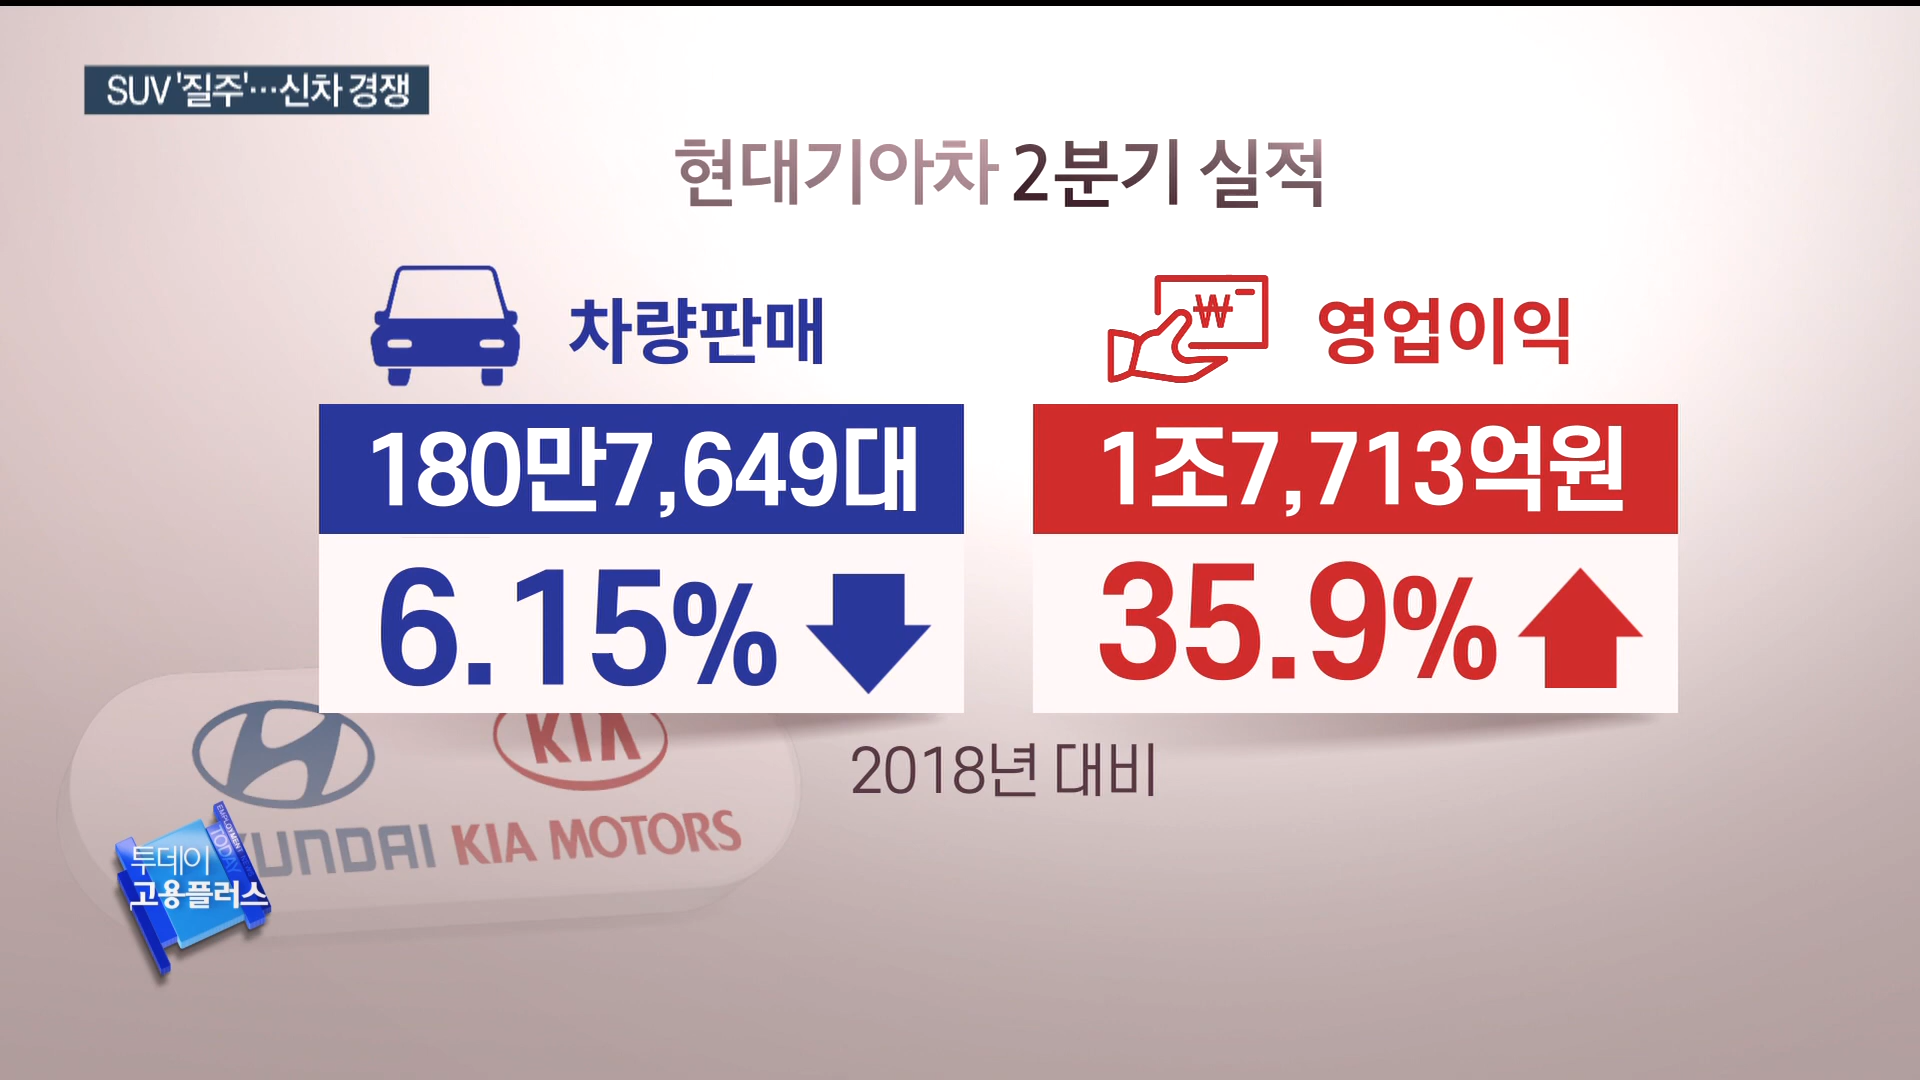 SUV '질주'…신차 경쟁
현대기아차 2분기 실적
차량판매
180만7,649대
6.15%
₩
영업이익
1조7,713억원
35.9%
2018년 대비
KIA
HYUNDAI KIA MOTORS
EMPLOYMENT
TODAY
투데이
고용플러스